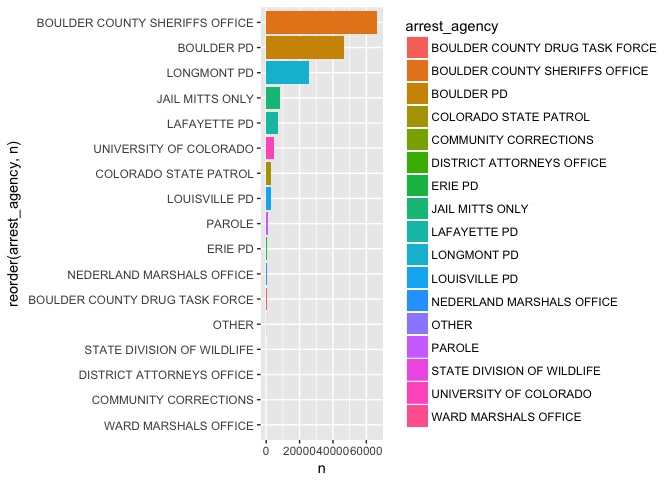 BOULDER COUNTY SHERIFFS OFFICE
BOULDER PD
LONGMONT PD
JAIL MITTS ONLY
LAFAYETTE PD
UNIVERSITY OF COLORADO
COLORADO STATE PATROL
LOUISVILLE PD
PAROLE
ERIE PD
NEDERLAND MARSHALS OFFICE
BOULDER COUNTY DRUG TASK FORCE
OTHER
STATE DIVISION OF WILDLIFE
DISTRICT ATTORNEYS OFFICE
COMMUNITY CORRECTIONS
WARD MARSHALS OFFICE
reorder(arrest_agency, n)
0 20000 40000 60000
n
arrest_agency
BOULDER COUNTY DRUG TASK FORCE
BOULDER COUNTY SHERIFFS OFFICE
BOULDER PD
COLORADO STATE PATROL
COMMUNITY CORRECTIONS
DISTRICT ATTORNEYS OFFICE
ERIE PD
JAIL MITTS ONLY
LAFAYETTE PD
LONGMONT PD
LOUISVILLE PD
NEDERLAND MARSHALS OFFICE
OTHER
PAROLE
STATE DIVISION OF WILDLIFE
UNIVERSITY OF COLORADO
WARD MARSHALS OFFICE